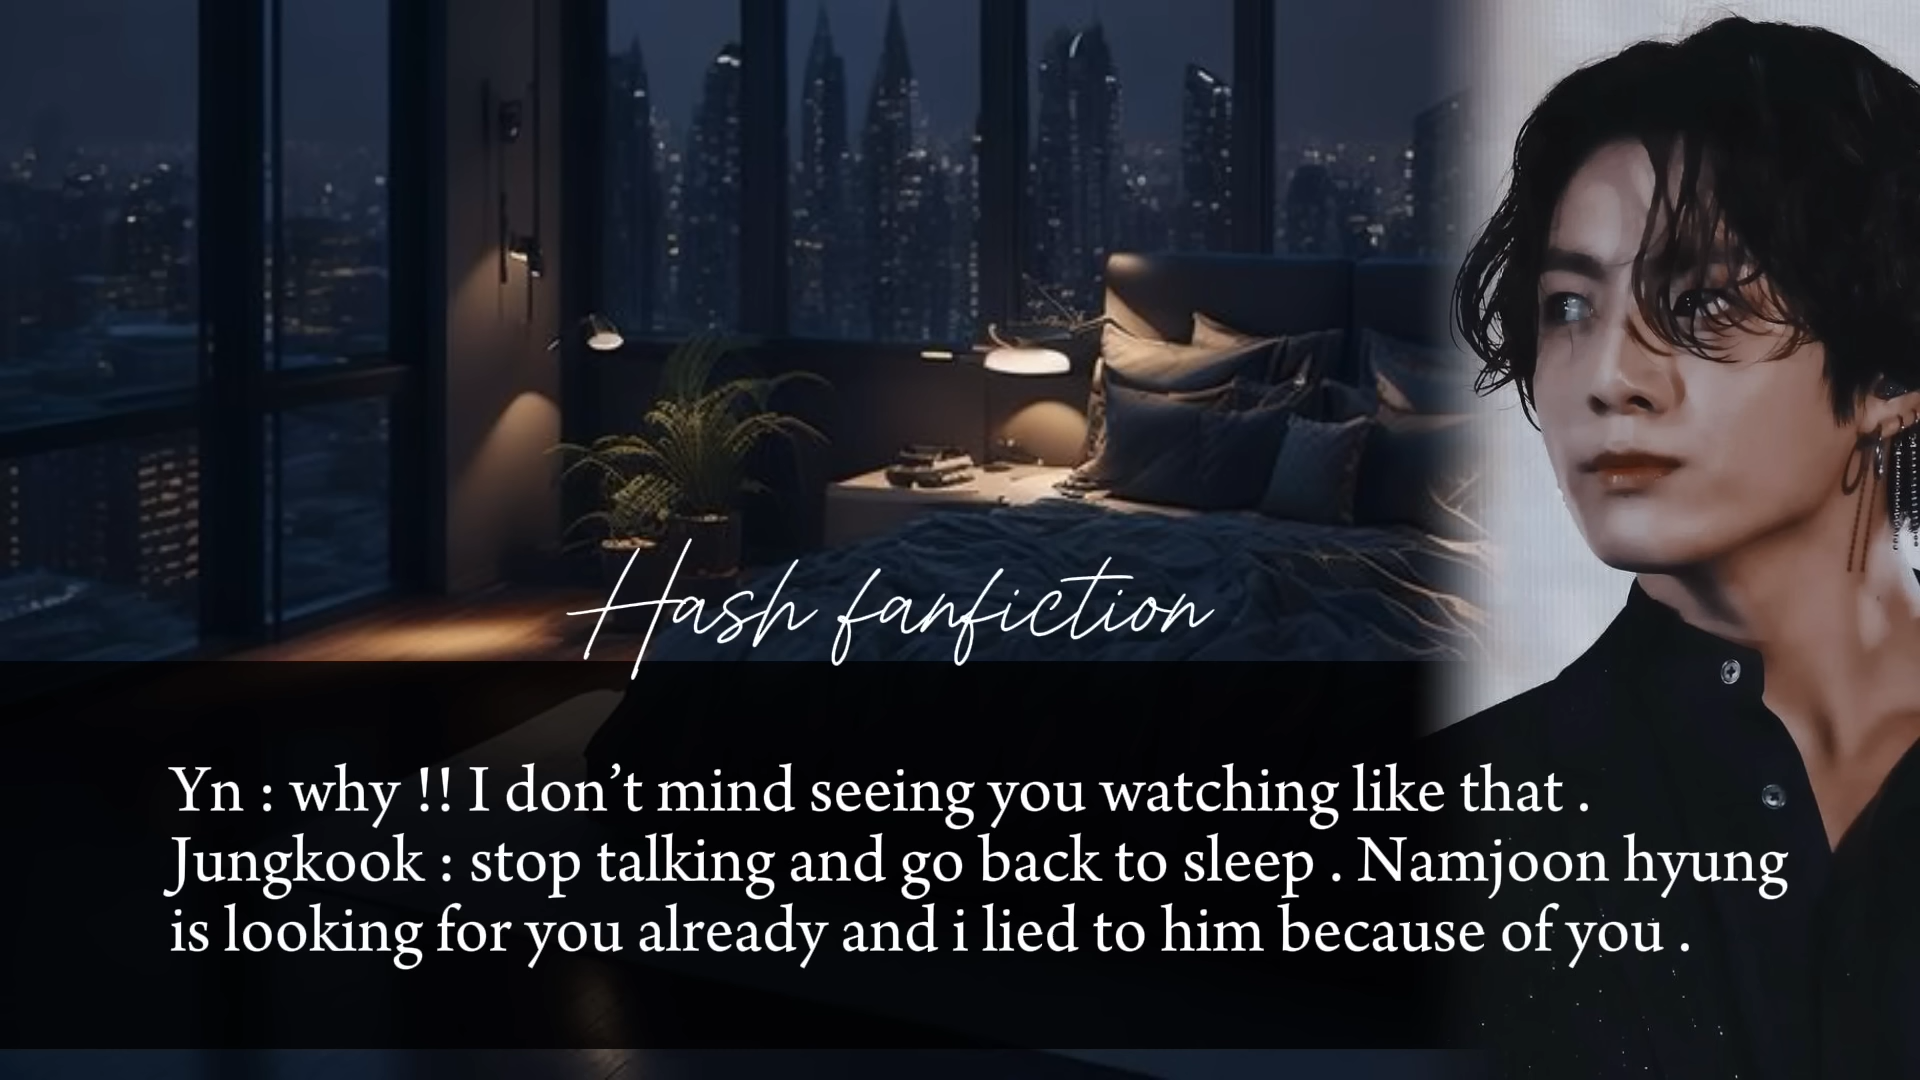 Hash fanfiction
Yn : why !! I don’t mind seeing you watching like that .
Jungkook : stop talking and go back to sleep . Namjoon hyung
is looking for you already and i lied to him because of you .